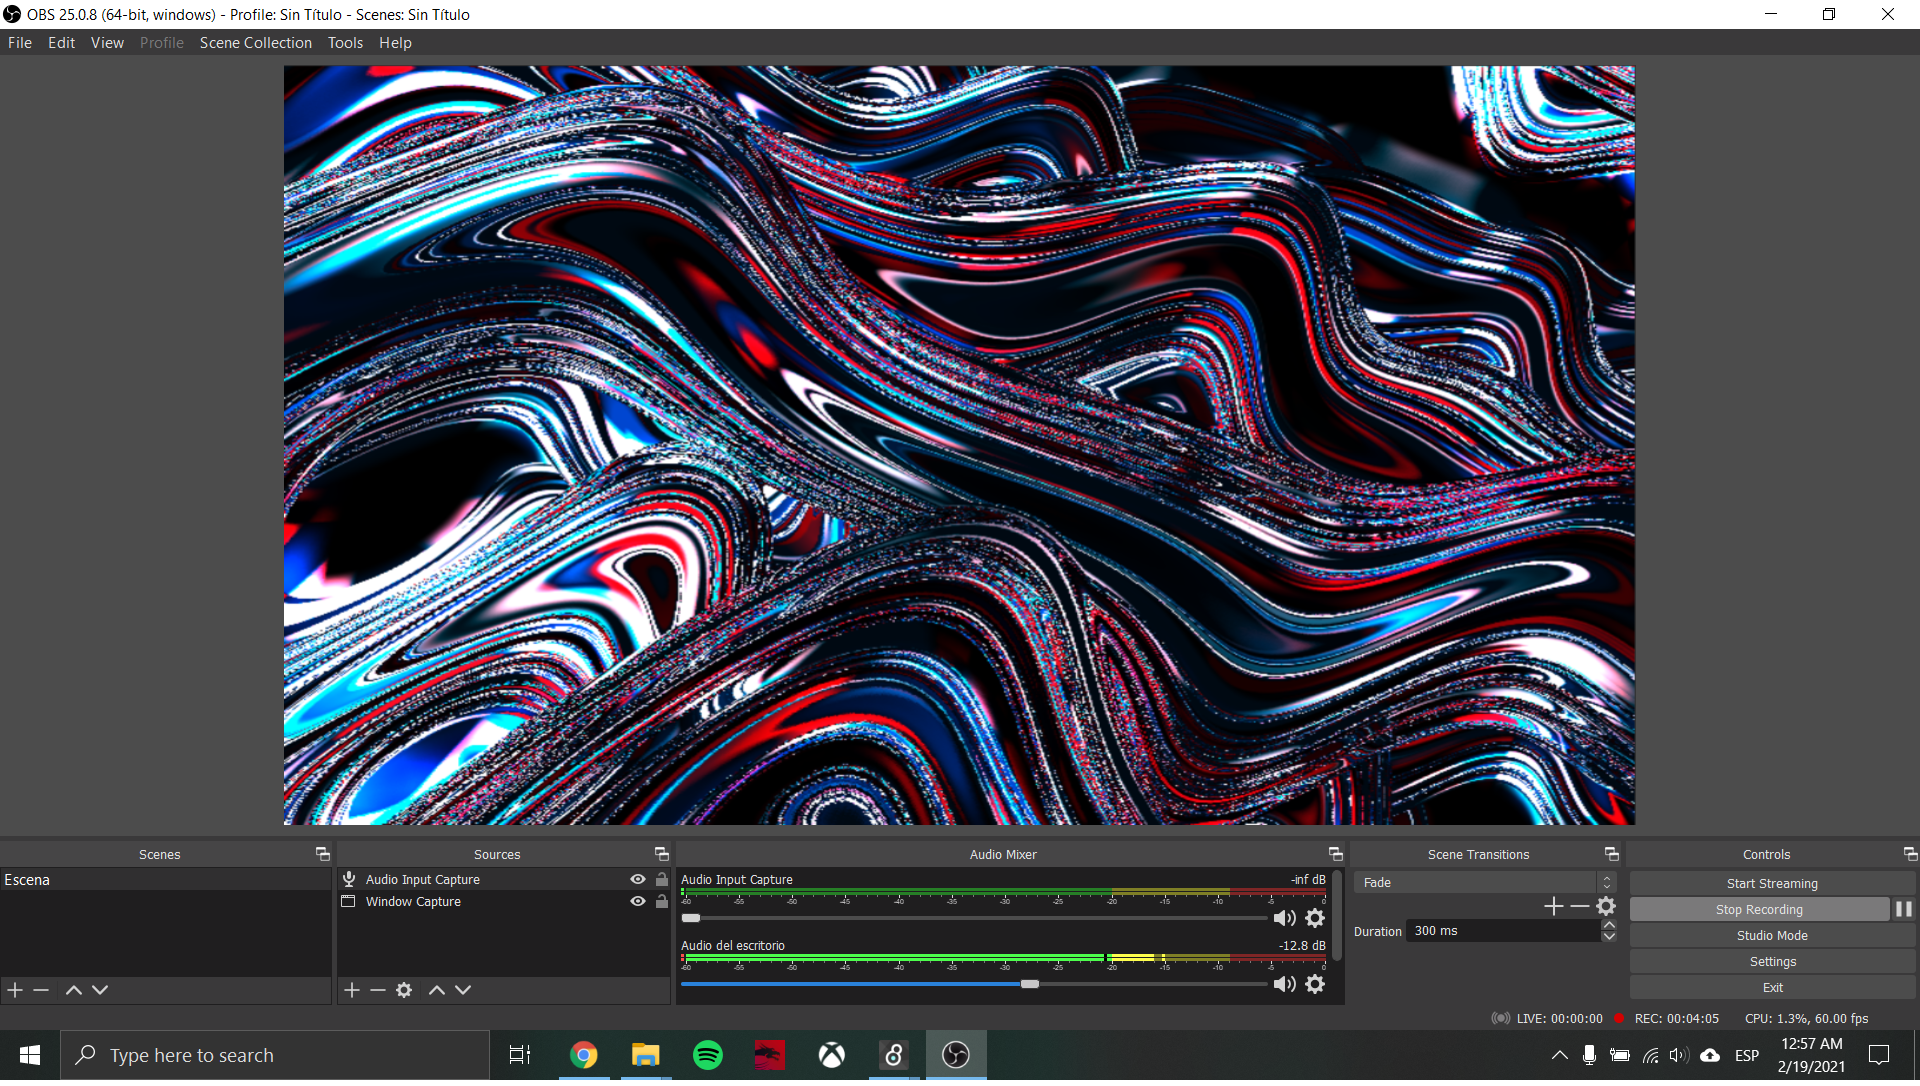 OBS 25.0.8 (64-bit, windows) - Profile: Sin Título - Scenes: Sin Título
File Edit View Profile Scene Collection Tools Help
Scenes
Escena
Sources
Audio Input Capture
Window Capture
Audio Mixer
Audio Input Capture -inf dB
-60 -55 -50 -45 -40 -35 -30 -25 -20 -15 -10 -5 0
Audio del escritorio -12.8 dB
-60 -55 -50 -45 -40 -35 -30 -25 -20 -15 -10 -5 0
Scene Transitions
Fade
Duration 300 ms
Controls
Start Streaming
Stop Recording
Studio Mode
Settings
Exit
LIVE: 00:00:00 REC: 00:04:05 CPU: 1.3%, 60.00 fps
Type here to search
ESP
12:57 AM
2/19/2021